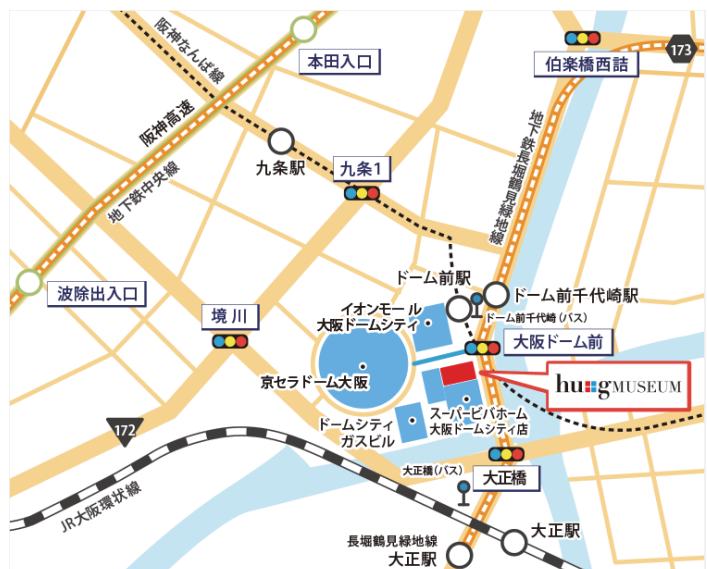 阪神なんば線
本田入口
伯楽橋西詰
173
阪神高速
地下鉄中央線
九条駅
九条1
地下鉄長堀鶴見緑地線
波除出入口
境川
ドーム前駅
ドーム前千代崎駅
ドーム前千代崎(バス)
イオンモール
大阪ドームシティ
大阪ドーム前
京セラドーム大阪
hu::gMUSEUM
スーパービバホーム
大阪ドームシティ店
ドームシティ
ガスビル
172
大正橋(バス)
大正橋
JR大阪環状線
大正駅
長堀鶴見緑地線
大正駅